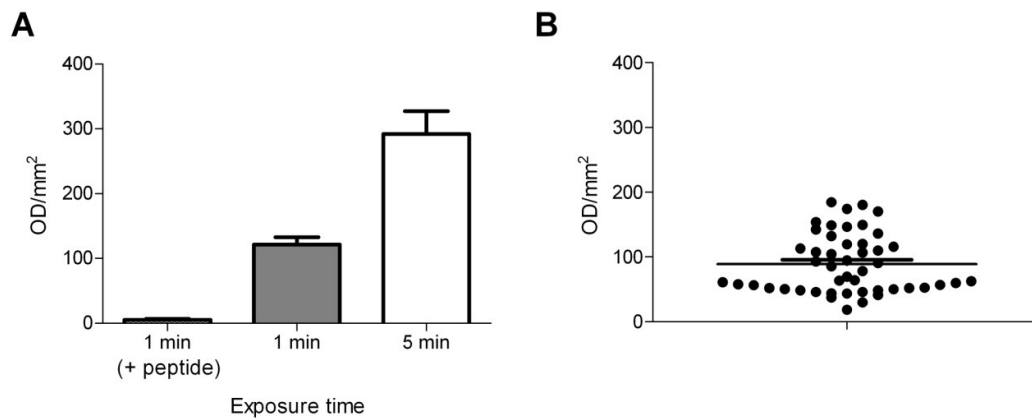 A
OD/mm²
400
300
200
100
0
1 min
(+ peptide)
1 min
5 min
Exposure time
B
OD/mm²
400
300
200
100
0